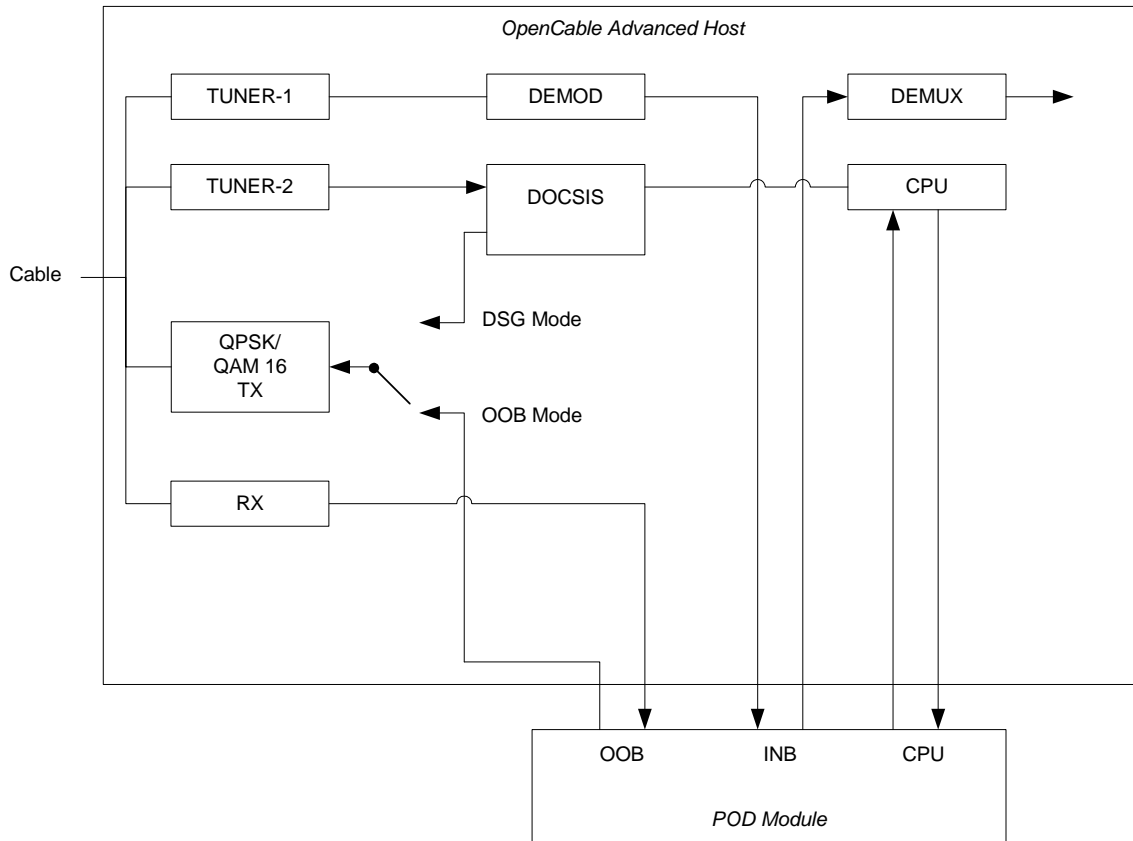 OpenCable Advanced Host
TUNER-1
DEMOD
DEMUX
TUNER-2
DOCSIS
CPU
Cable
DSG Mode
QPSK/
QAM 16
TX
OOB Mode
RX
OOB
INB
CPU
POD Module